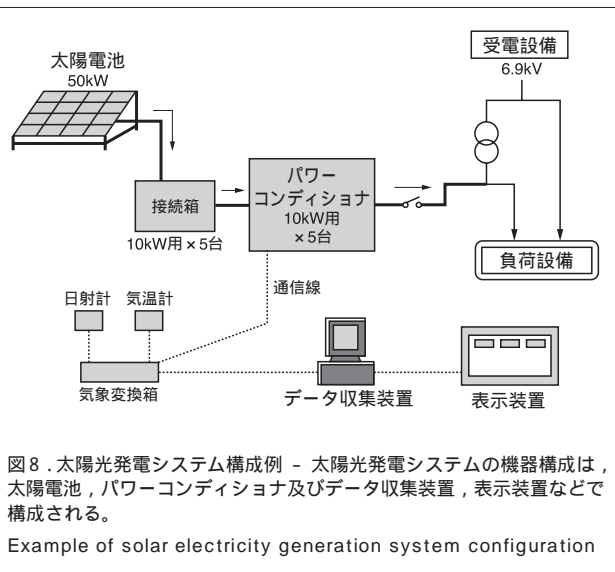 受電設備
6.9kV
太陽電池
50kW
接続箱
10kW用×5台
パワー
コンディショナ
10kW用
×5台
負荷設備
通信線
日射計
気温計
気象変換箱
データ収集装置
表示装置
図8．太陽光発電システム構成例 － 太陽光発電システムの機器構成は，
太陽電池，パワーコンディショナ及びデータ収集装置，表示装置などで
構成される。
Example of solar electricity generation system configuration